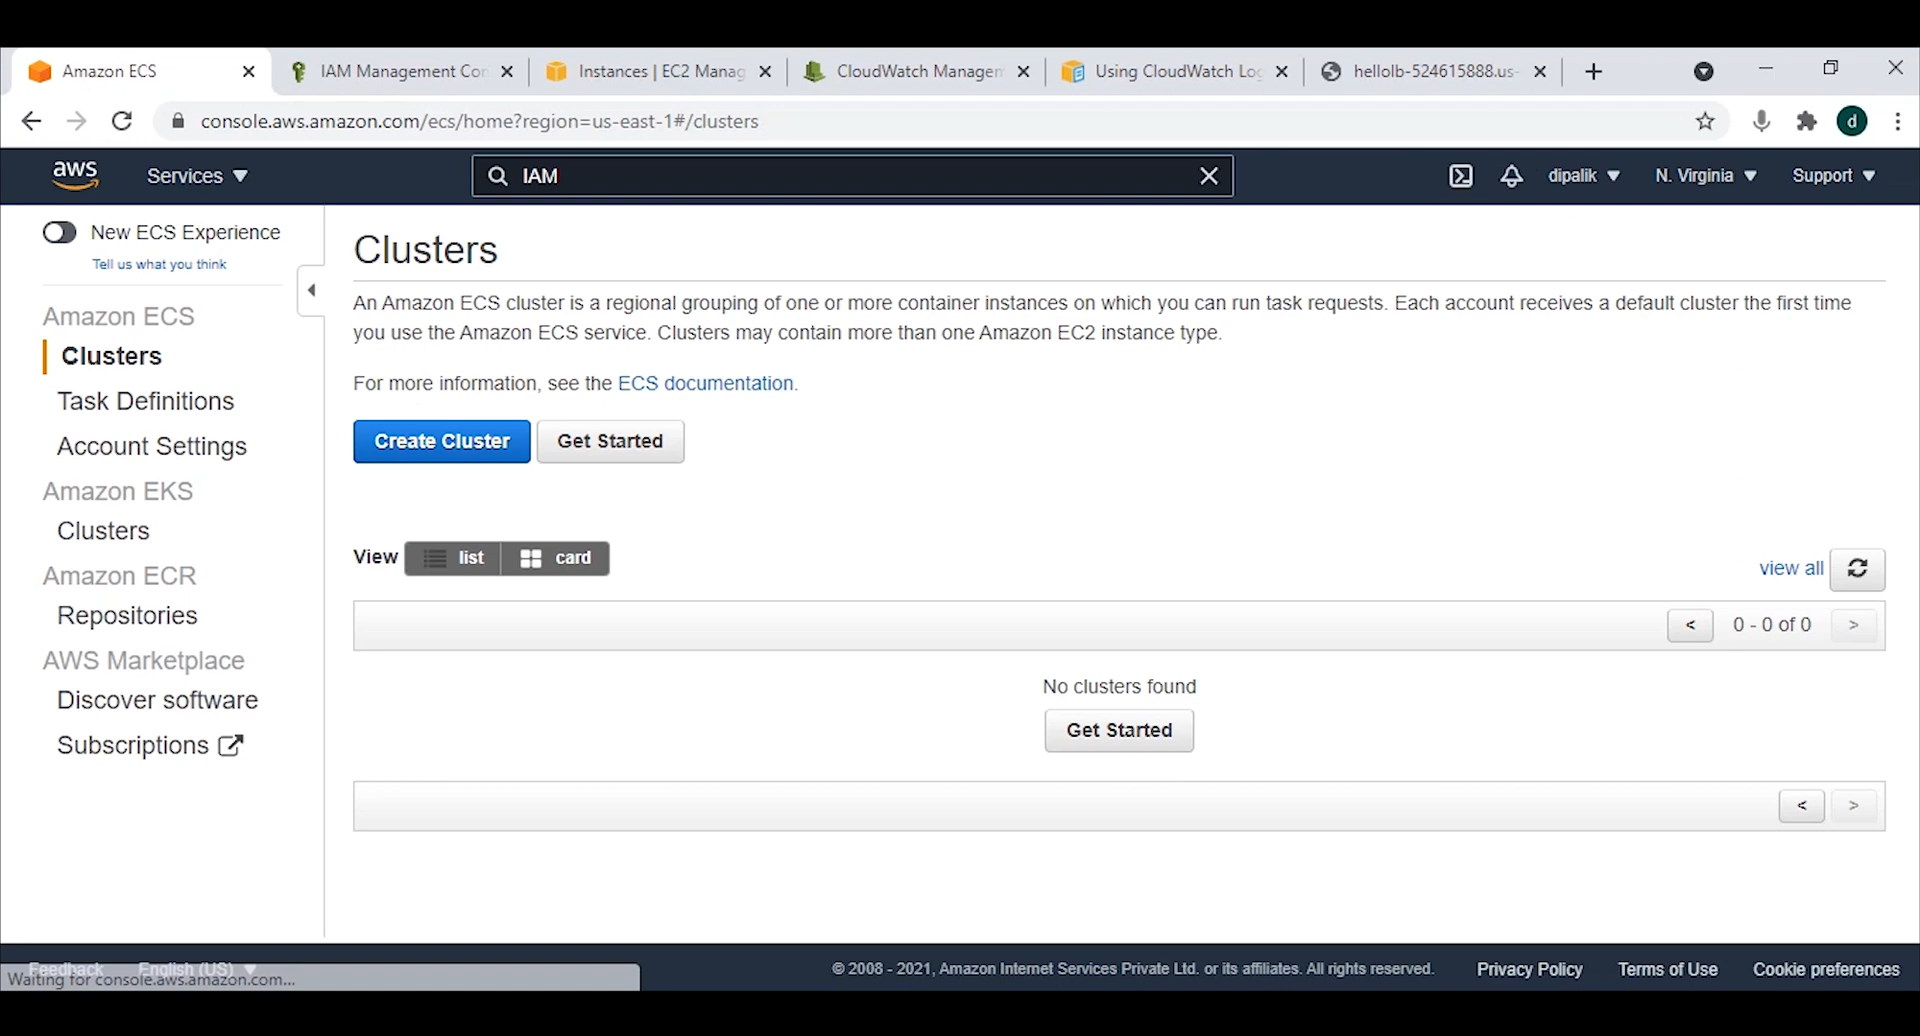 Amazon ECS
IAM Management Con
Instances | EC2 Manag
CloudWatch Managem
Using CloudWatch Log
hellolb-524615888.us-
console.aws.amazon.com/ecs/home?region=us-east-1#/clusters
d
aws
Services
IAM
dipalik
N. Virginia
Support
New ECS Experience
Tell us what you think
Amazon ECS
Clusters
Task Definitions
Account Settings
Amazon EKS
Clusters
Amazon ECR
Repositories
AWS Marketplace
Discover software
Subscriptions
Clusters
An Amazon ECS cluster is a regional grouping of one or more container instances on which you can run task requests. Each account receives a default cluster the first time
you use the Amazon ECS service. Clusters may contain more than one Amazon EC2 instance type.
For more information, see the ECS documentation.
Create Cluster
Get Started
View
list
card
view all
< 0 - 0 of 0 >
No clusters found
Get Started
< >
Feedback
English (US)
Waiting for console.aws.amazon.com...
© 2008 - 2021, Amazon Internet Services Private Ltd. or its affiliates. All rights reserved.
Privacy Policy
Terms of Use
Cookie preferences